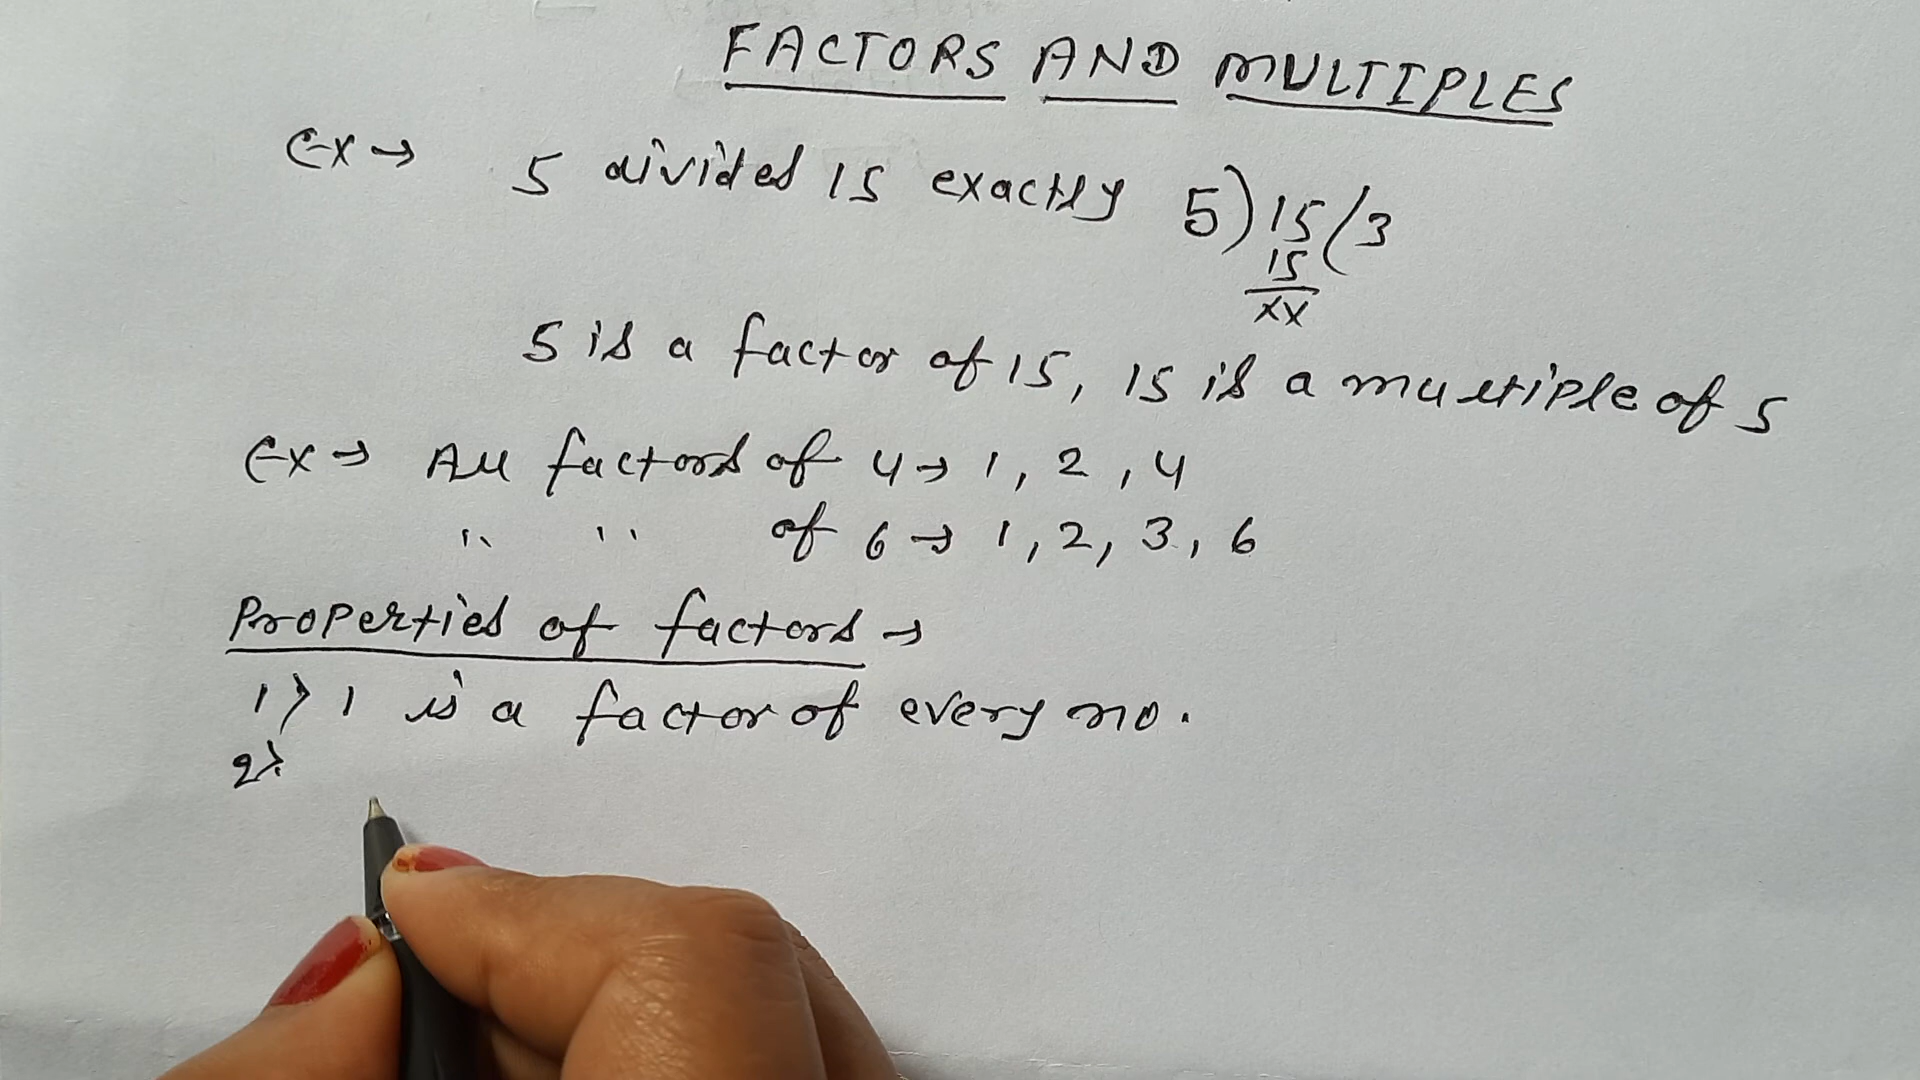 FACTORS AND MULTIPLES
Ex → 5 divided 15 exactly 5)15(3
15
xx
5 is a factor of 15, 15 is a multiple of 5
Ex → All factors of 4 → 1, 2, 4
" " of 6 → 1, 2, 3, 6
Properties of factors →
1) 1 is a factor of every no.
2)